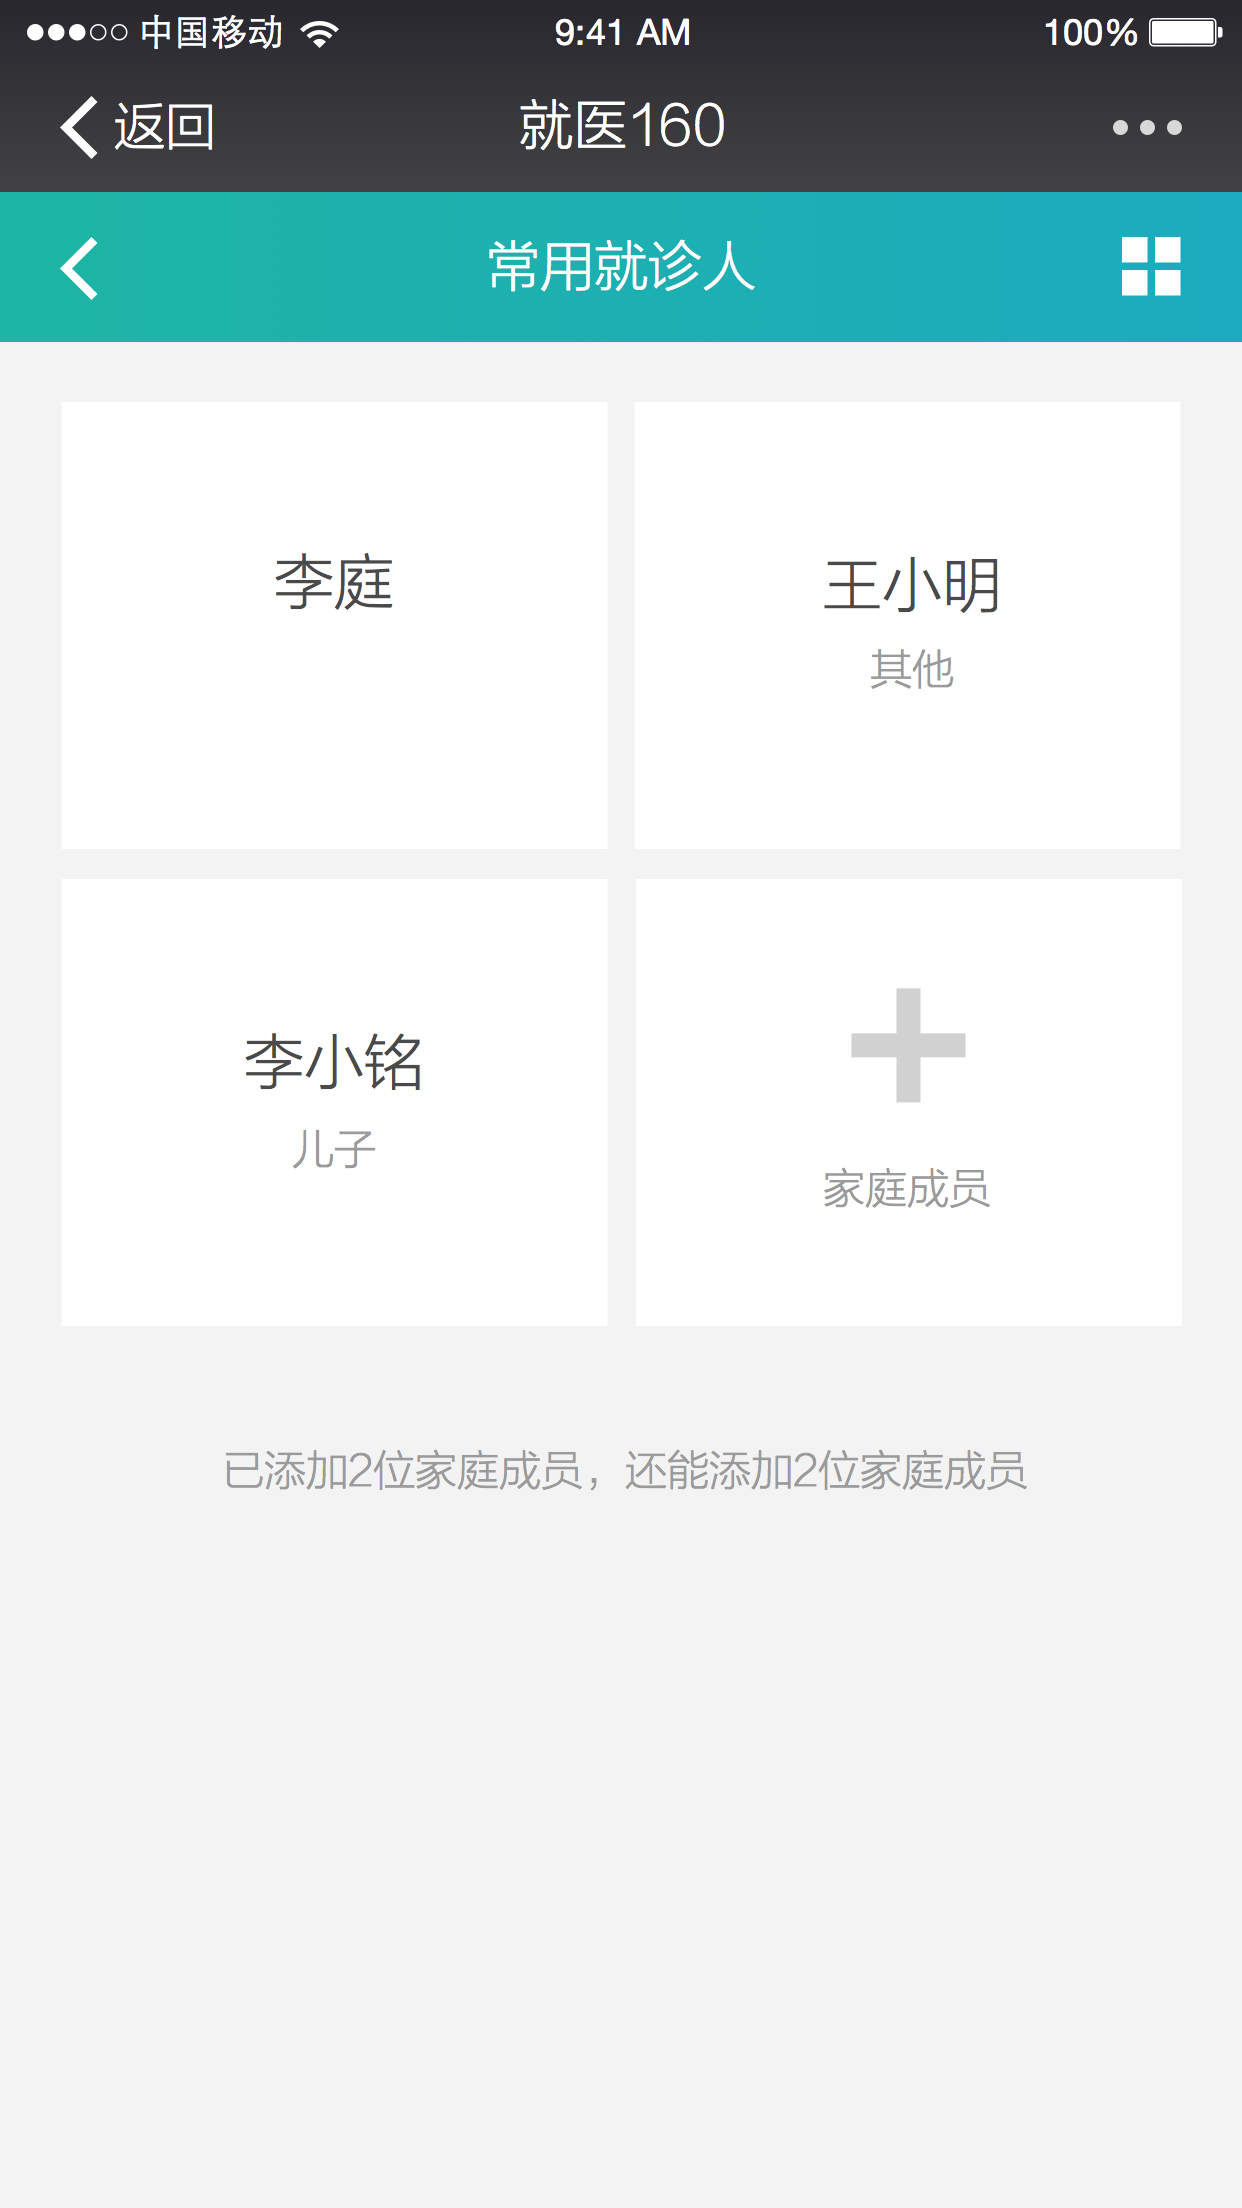 中国移动 9:41 AM 100%
返回 就医160
常用就诊人
李庭
王小明
其他
李小铭
儿子
家庭成员
已添加2位家庭成员，还能添加2位家庭成员